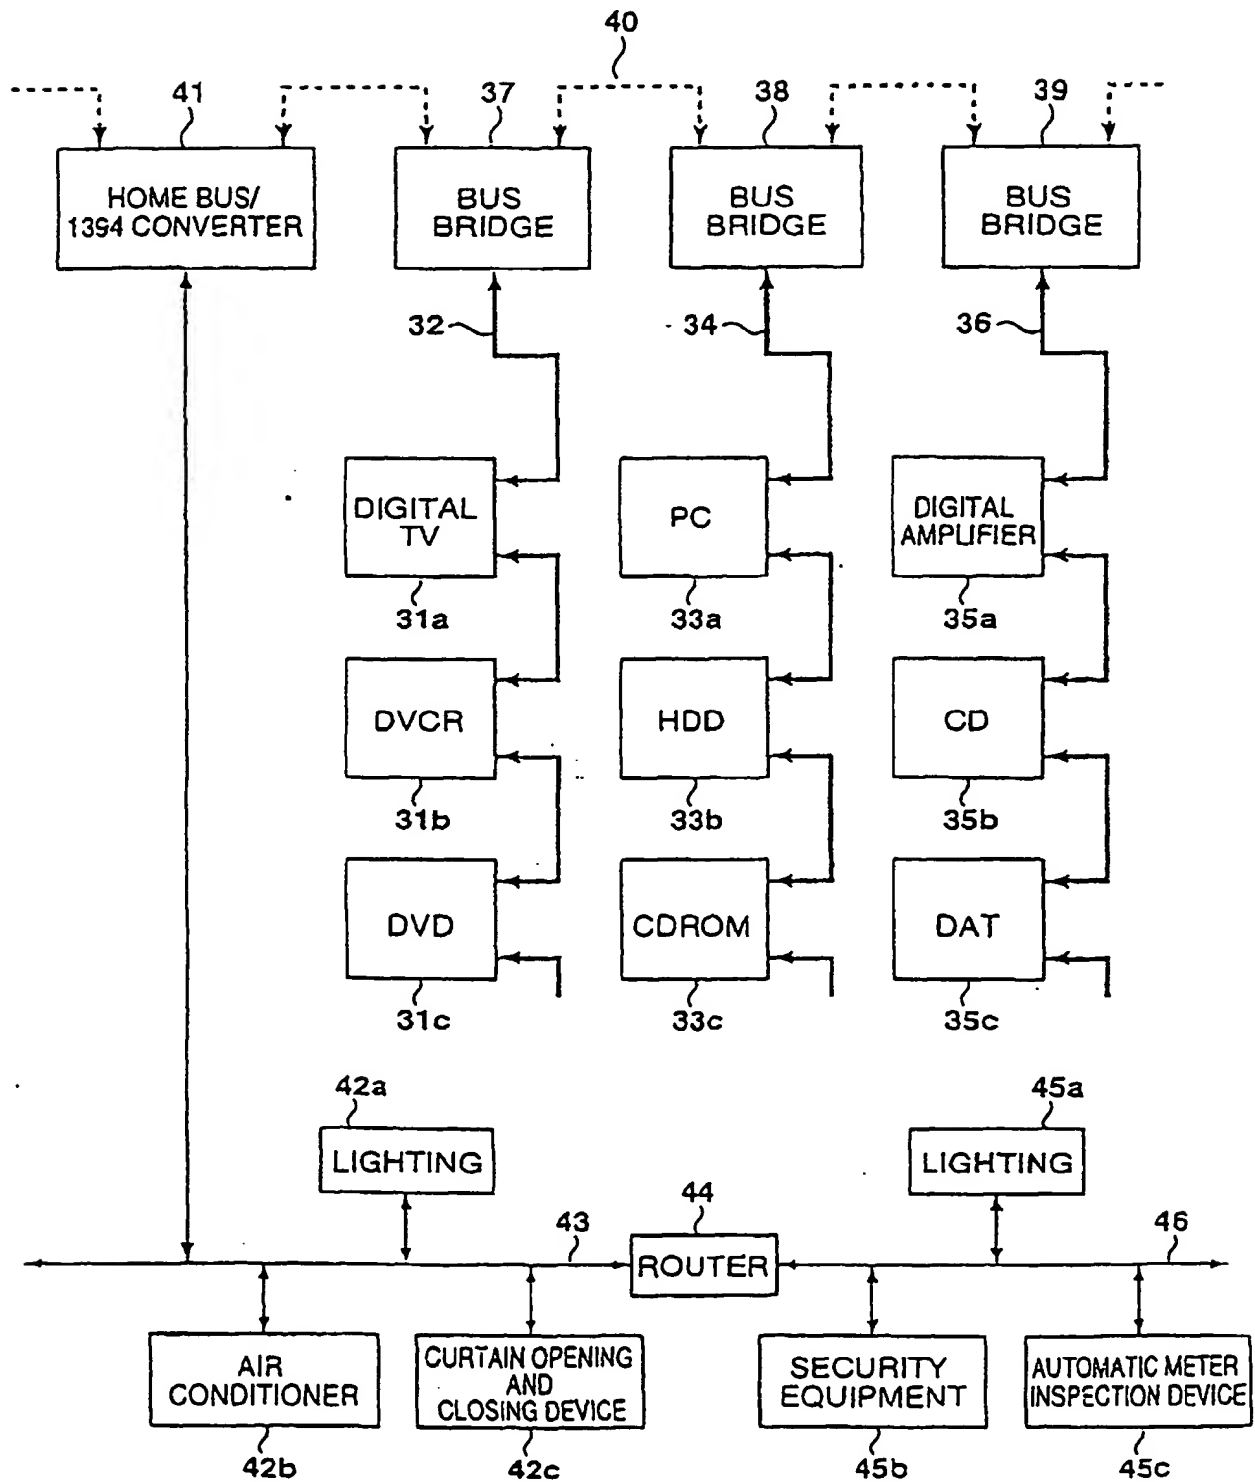 40
41
37
38
39
HOME BUS/
1394 CONVERTER
BUS
BRIDGE
BUS
BRIDGE
BUS
BRIDGE
32
34
36
DIGITAL
TV
PC
DIGITAL
AMPLIFIER
31a
33a
35a
DVCR
HDD
CD
31b
33b
35b
DVD
CDROM
DAT
31c
33c
35c
42a
45a
LIGHTING
LIGHTING
43
44
46
ROUTER
AIR
CONDITIONER
CURTAIN OPENING
AND
CLOSING DEVICE
SECURITY
EQUIPMENT
AUTOMATIC METER
INSPECTION DEVICE
42b
42c
45b
45c